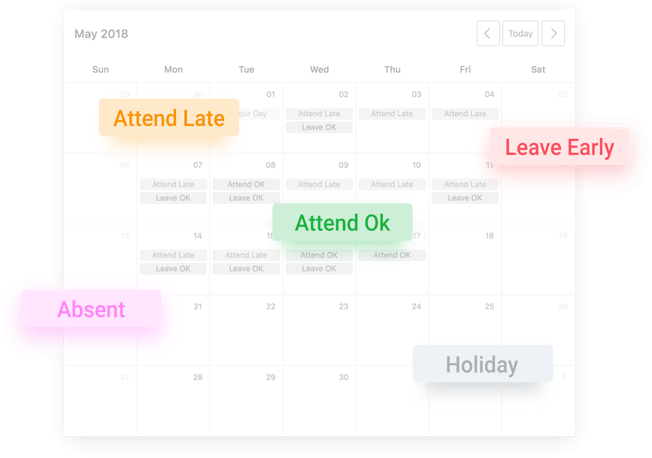 May 2018
Today
Sun Mon Tue Wed Thu Fri Sat
29 30 01 02 03 04 05
Attend Late
our Day Attend Late Attend Late Attend Late
Leave OK
Leave Early
06 07 08 09 10 11
Attend Late Attend OK Attend Late Attend Late Attend Late
Leave OK Leave OK Leave OK
Attend Ok
13 14 15 17 18 19
Attend Late Attend Late Attend OK Attend OK
Leave OK Leave OK Leave OK
Absent
21 22 23 24 25 26
Holiday
27 28 29 30 2